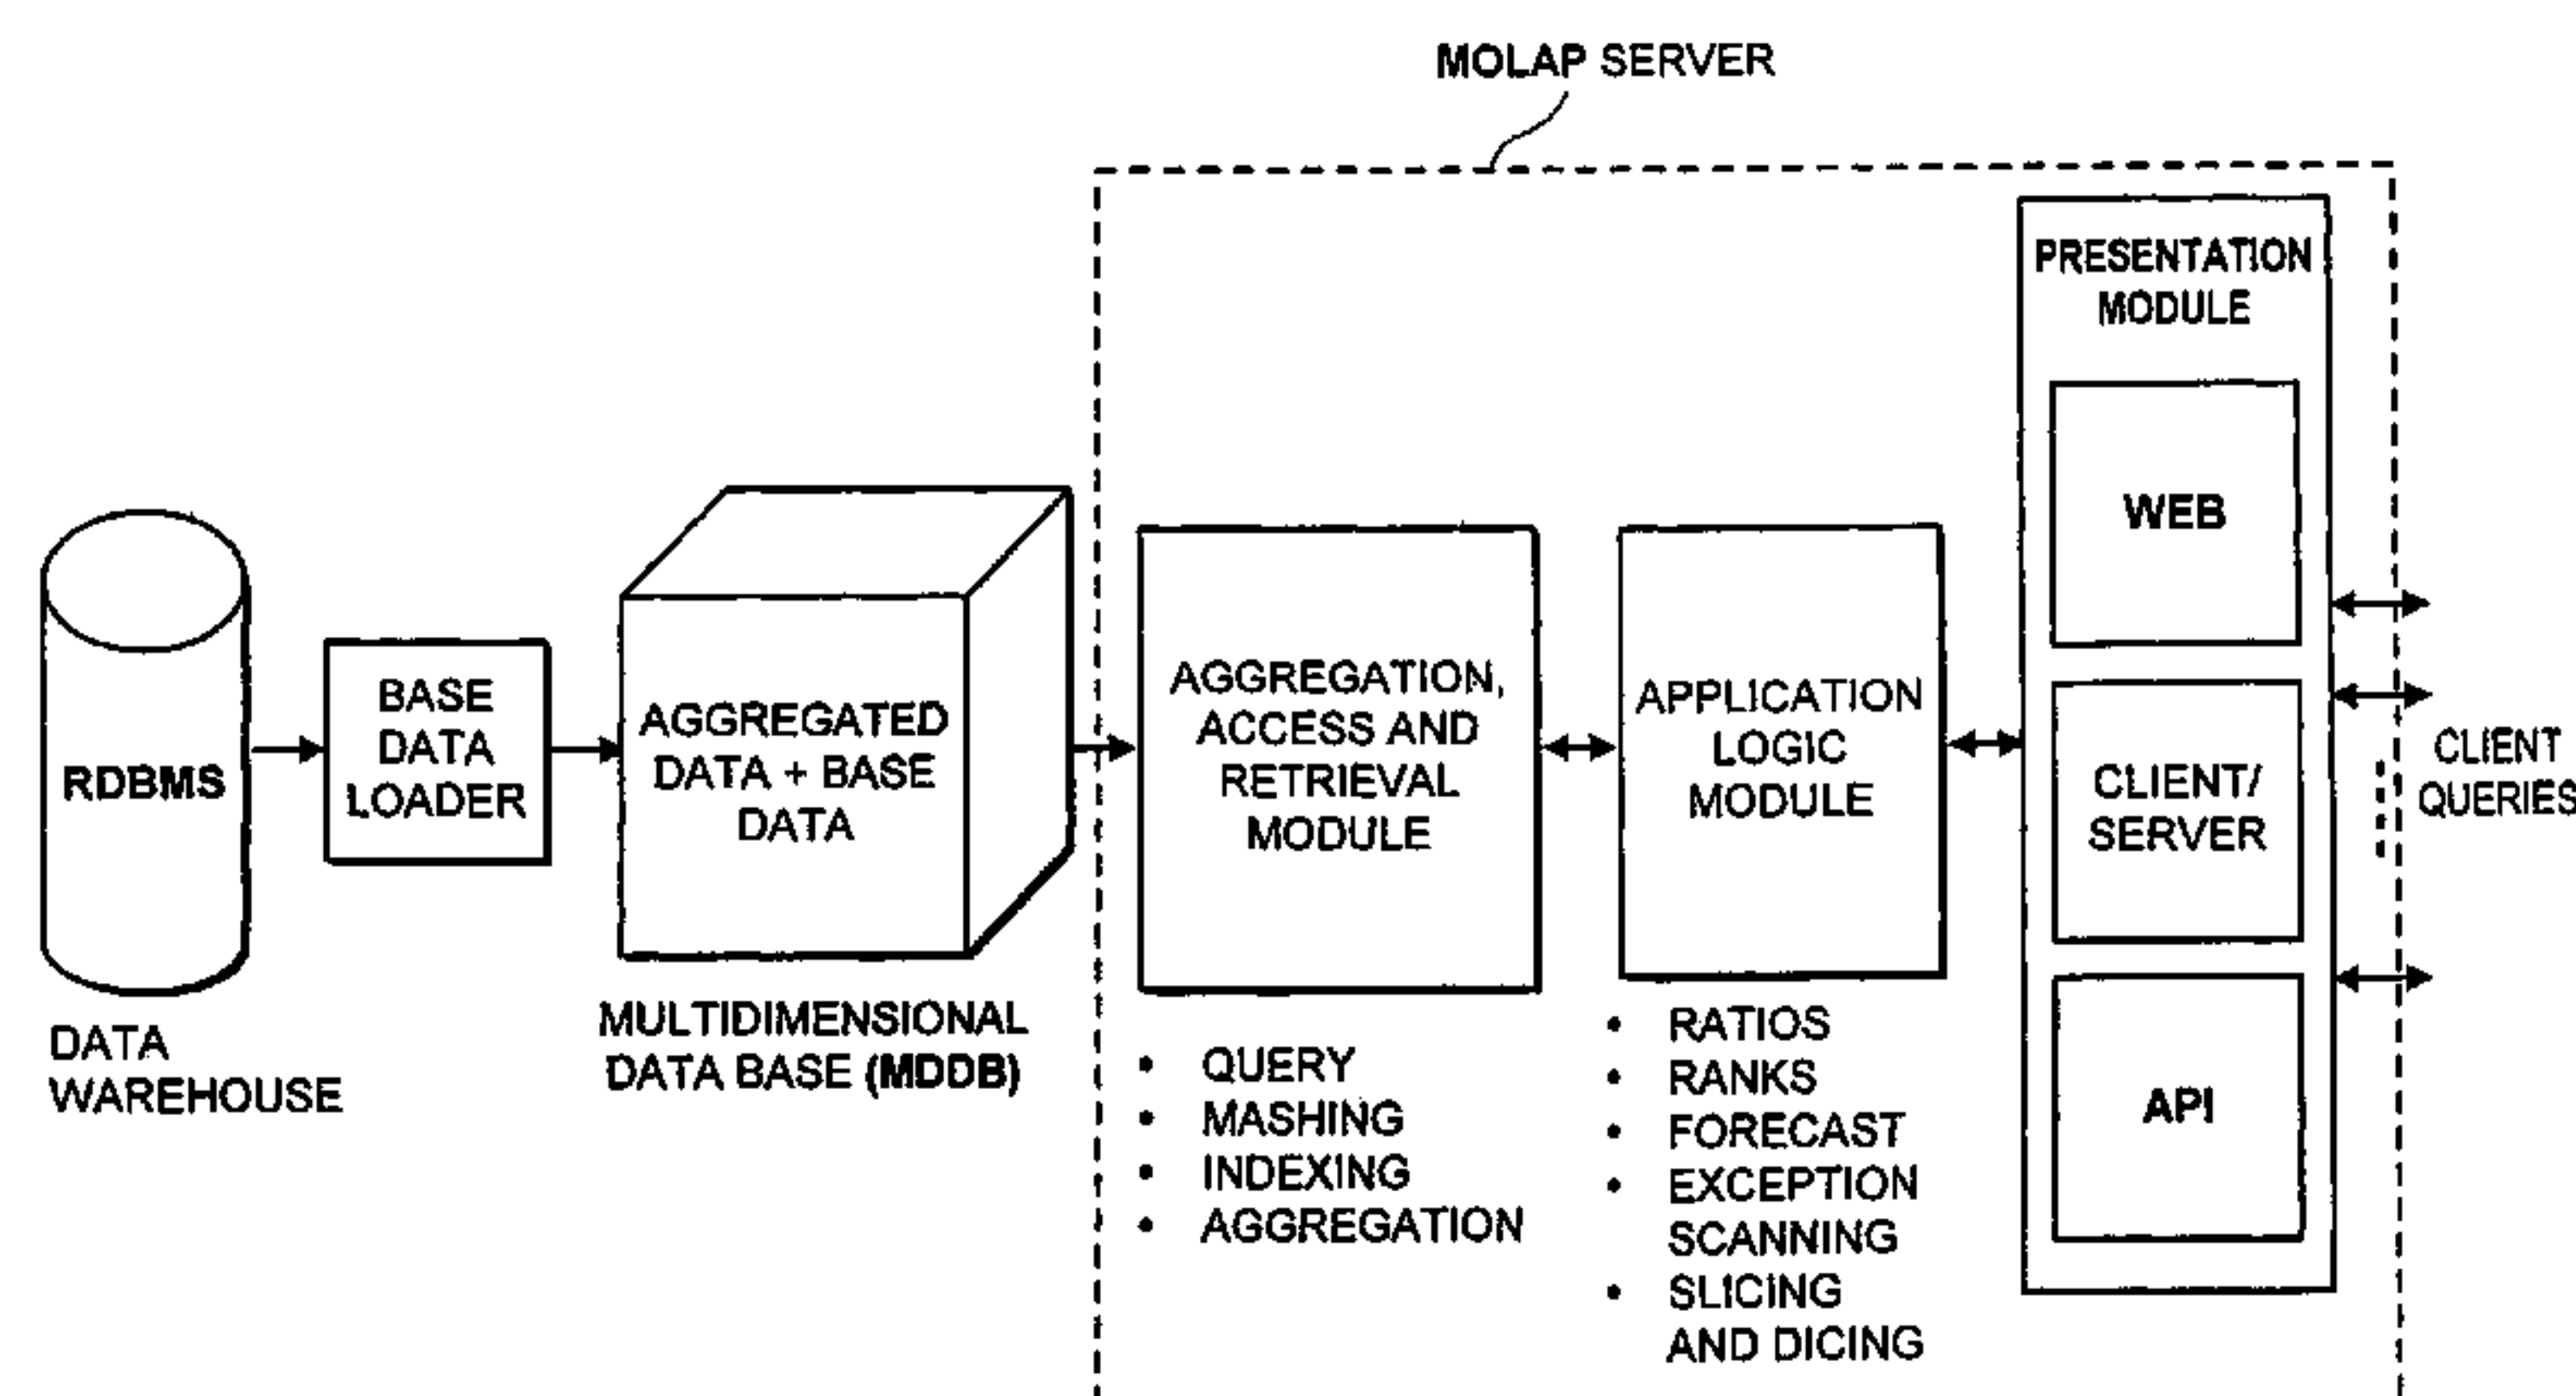 MOLAP SERVER
RDBMS
DATA
WAREHOUSE
BASE
DATA
LOADER
AGGREGATED
DATA + BASE
DATA
MULTIDIMENSIONAL
DATA BASE (MDDB)
AGGREGATION,
ACCESS AND
RETRIEVAL
MODULE
• QUERY
• MASHING
• INDEXING
• AGGREGATION
APPLICATION
LOGIC
MODULE
• RATIOS
• RANKS
• FORECAST
• EXCEPTION
SCANNING
• SLICING
AND DICING
PRESENTATION
MODULE
WEB
CLIENT/
SERVER
API
CLIENT
QUERIES